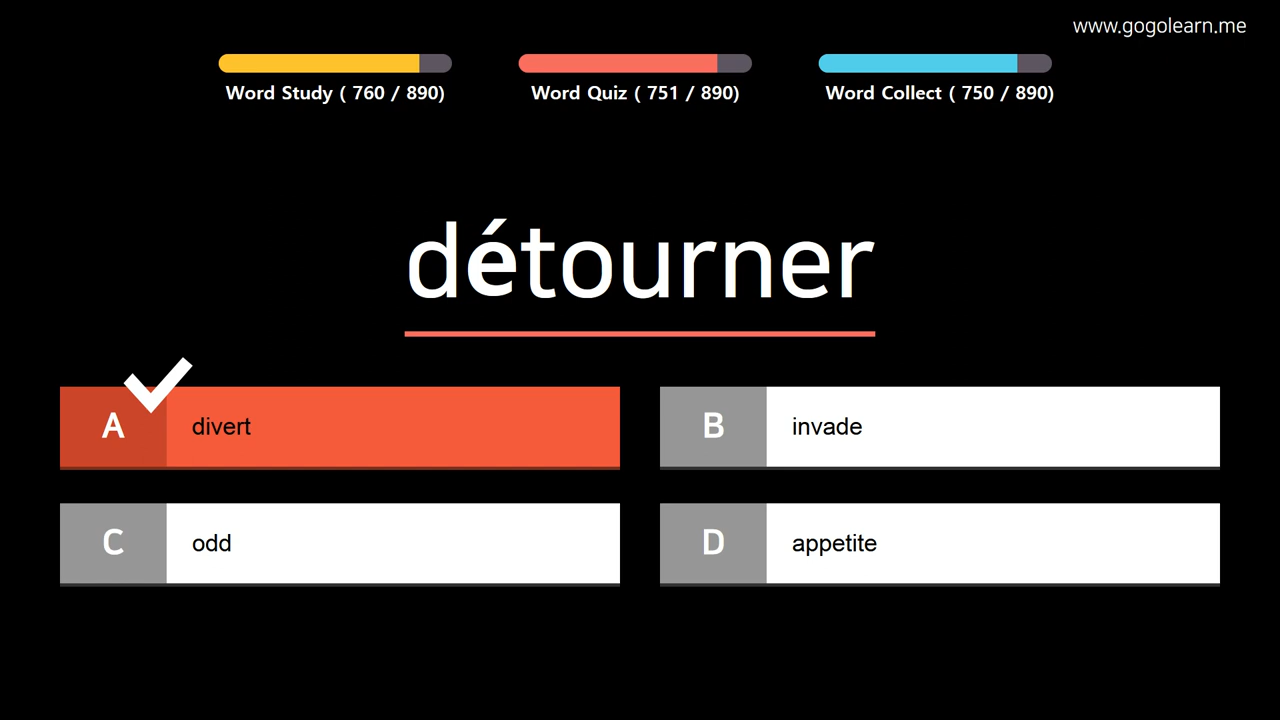 www.gogolearn.me
Word Study ( 760 / 890)
Word Quiz ( 751 / 890)
Word Collect ( 750 / 890)
détourner
A divert
B invade
C odd
D appetite